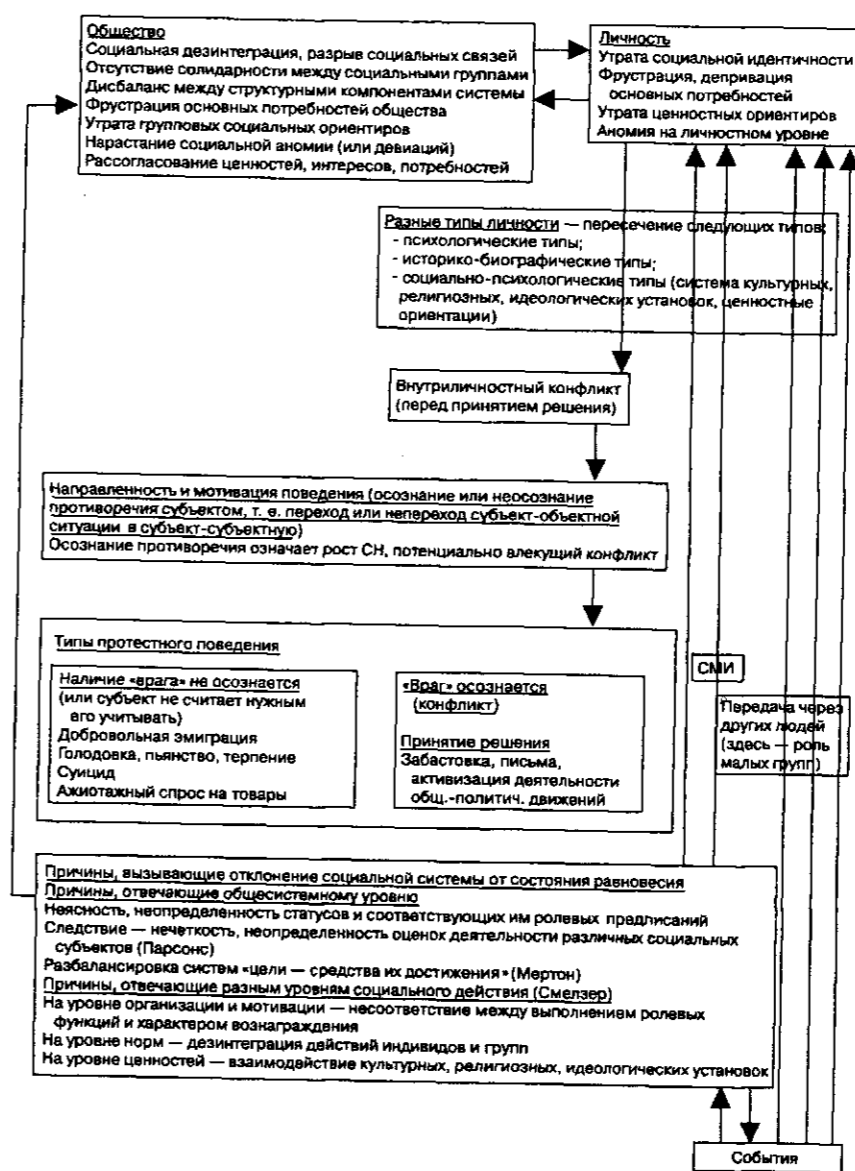 Общество
Социальная дезинтеграция, разрыв социальных связей
Отсутствие солидарности между социальными группами
Дисбаланс между структурными компонентами системы
Фрустрация основных потребностей общества
Утрата групповых социальных ориентиров
Нарастание социальной аномии (или девиаций)
Рассогласование ценностей, интересов, потребностей
Личность
Утрата социальной идентичности
Фрустрация, депривация
основных потребностей
Утрата ценностных ориентиров
Аномия на личностном уровне
Разные типы личности — пересечение следующих типов:
- психологические типы;
- историко-биографические типы;
- социально-психологические типы (система культурных,
религиозных, идеологических установок, ценностные
ориентации)
Внутриличностный конфликт
(перед принятием решения)
Направленность и мотивация поведения (осознание или неосознание
противоречия субъектом, т. е. переход или непереход субъект-объектной
ситуации в субъект-субъектную)
Осознание противоречия означает рост СН, потенциально влекущий конфликт
Типы протестного поведения
Наличие «врага» не осознается
(или субъект не считает нужным
его учитывать)
Добровольная эмиграция
Голодовка, пьянство, терпение
Суицид
Ажиотажный спрос на товары
«Враг» осознается
(конфликт)
Принятие решения
Забастовка, письма,
активизация деятельности
общ.-политич. движений
СМИ
Передача через
других людей
(здесь — роль
малых групп)
Причины, вызывающие отклонение социальной системы от состояния равновесия
Причины, отвечающие общесистемному уровню
Неясность, неопределенность статусов и соответствующих им ролевых предписаний
Следствие — нечеткость, неопределенность оценок деятельности различных социальных
субъектов (Парсонс)
Разбалансировка систем «цели — средства их достижения» (Мертон)
Причины, отвечающие разным уровням социального действия (Смелзер)
На уровне организации и мотивации — несоответствие между выполнением ролевых
функций и характером вознаграждения
На уровне норм — дезинтеграция действий индивидов и групп
На уровне ценностей — взаимодействие культурных, религиозных, идеологических установок
События